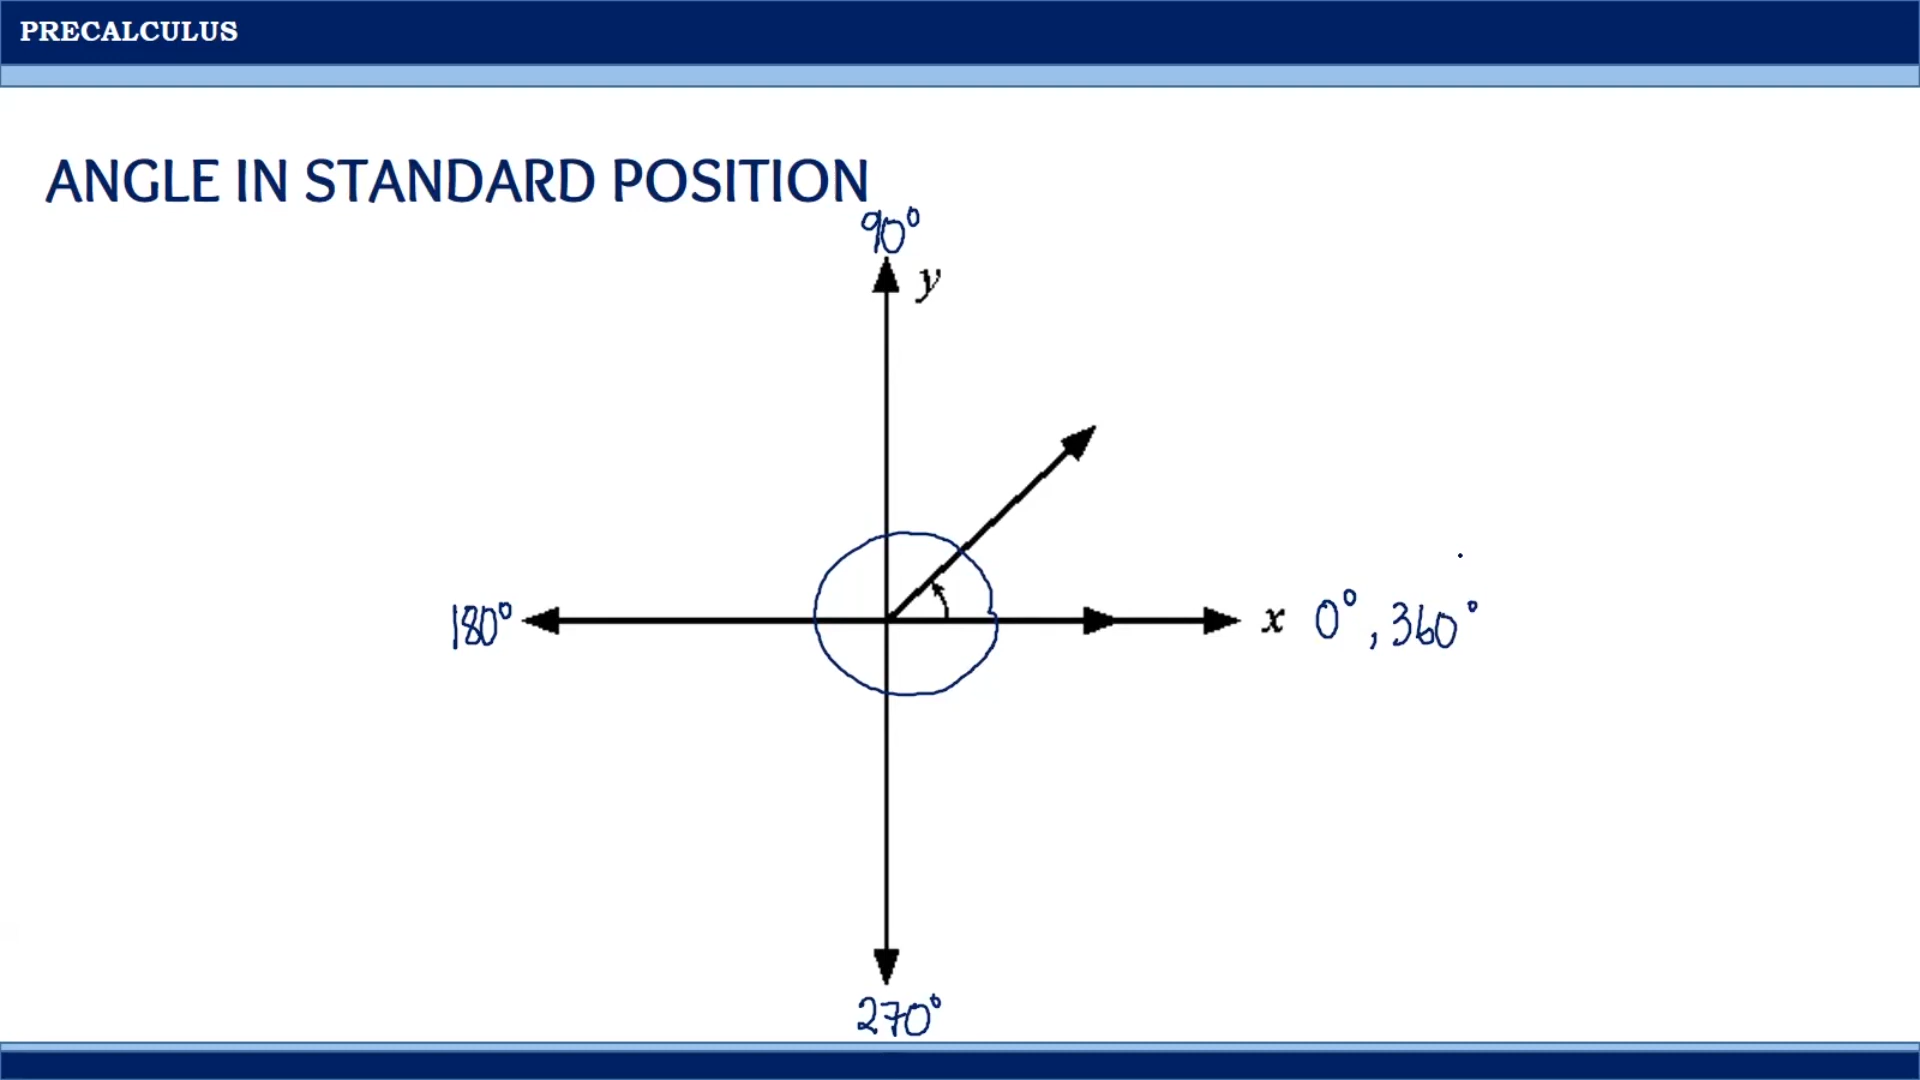 PRECALCULUS
ANGLE IN STANDARD POSITION
90°
y
180°
x 0°, 360°
270°